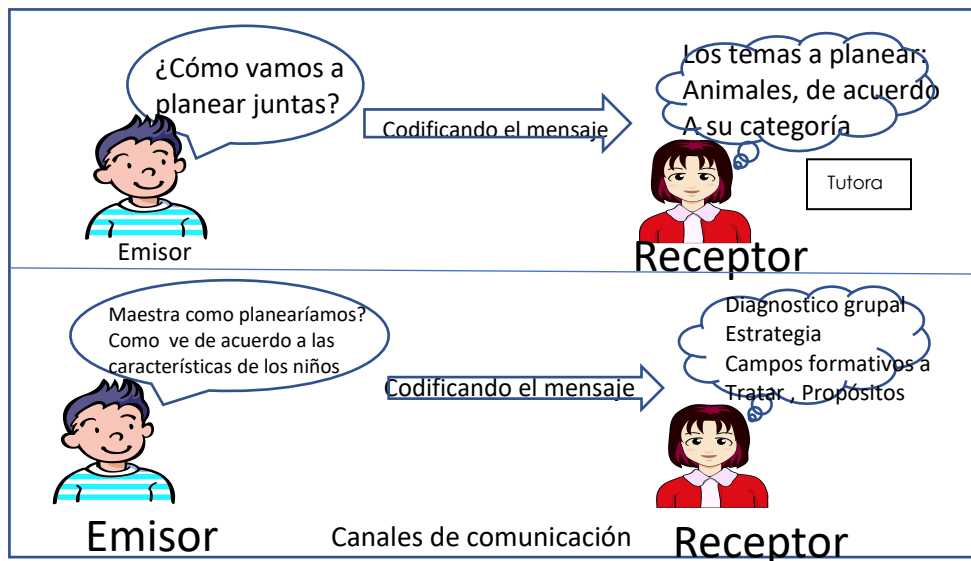 ¿Cómo vamos a
planear juntas?
Codificando el mensaje
Los temas a planear:
Animales, de acuerdo
A su categoría
Tutora
Emisor
Receptor
Maestra como planearíamos?
Como ve de acuerdo a las
características de los niños
Codificando el mensaje
Diagnostico grupal
Estrategia
Campos formativos a
Tratar , Propósitos
Emisor
Canales de comunicación
Receptor